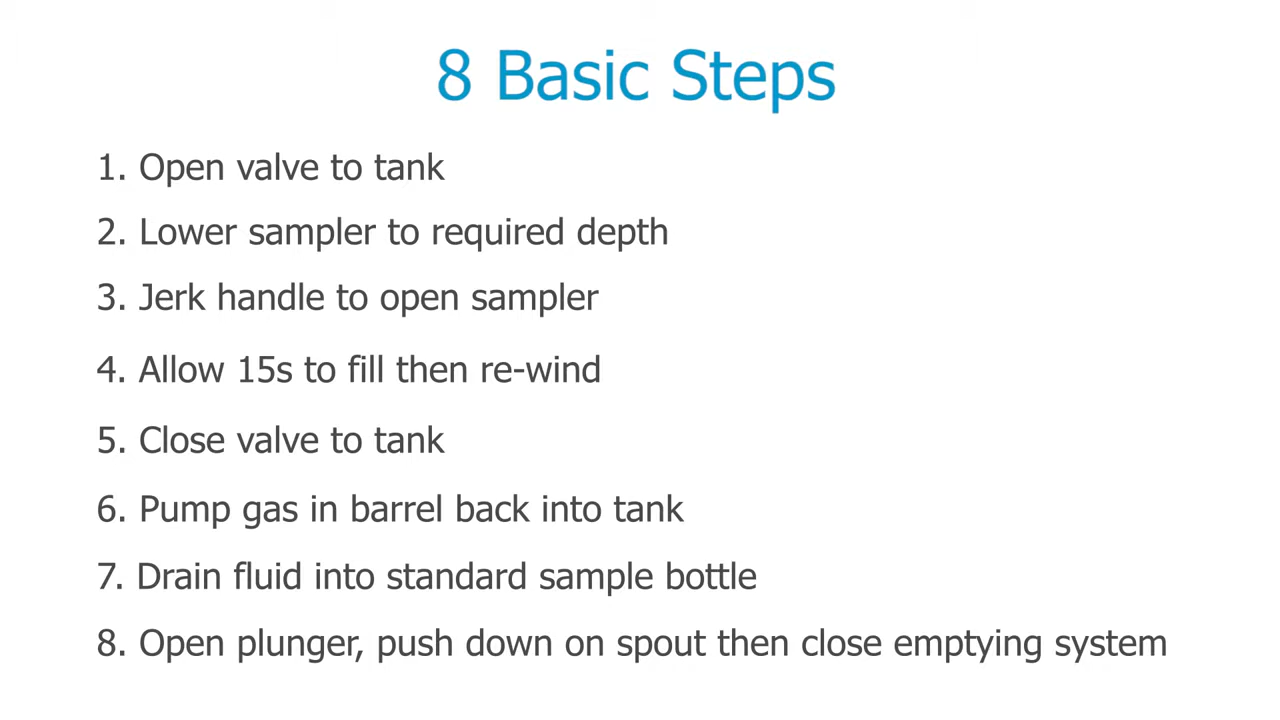 8 Basic Steps
1. Open valve to tank
2. Lower sampler to required depth
3. Jerk handle to open sampler
4. Allow 15s to fill then re-wind
5. Close valve to tank
6. Pump gas in barrel back into tank
7. Drain fluid into standard sample bottle
8. Open plunger, push down on spout then close emptying system